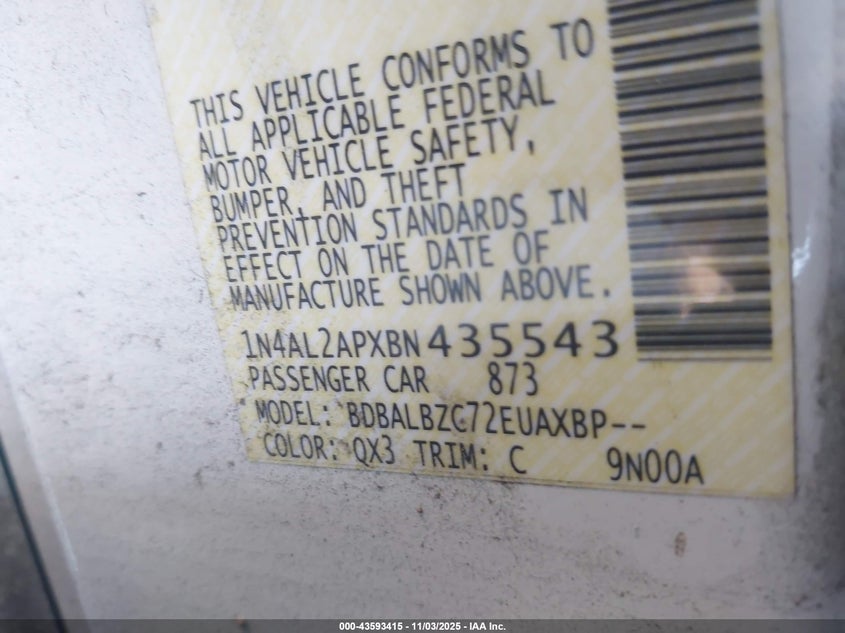 THIS VEHICLE CONFORMS TO
ALL APPLICABLE FEDERAL
MOTOR VEHICLE SAFETY,
BUMPER, AND THEFT
PREVENTION STANDARDS IN
EFFECT ON THE DATE OF
MANUFACTURE SHOWN ABOVE.
1N4AL2APXBN435543
PASSENGER CAR 873
MODEL: BDBALBZC72EUAXBP--
COLOR: QX3 TRIM: C 9N00A
000-43593415 - 11/03/2025 - IAA Inc.